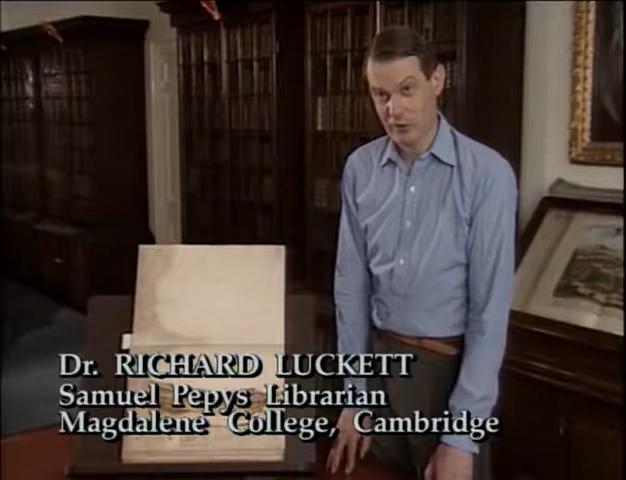 Dr. RICHARD LUCKETT
Samuel Pepys Librarian
Magdalene College, Cambridge